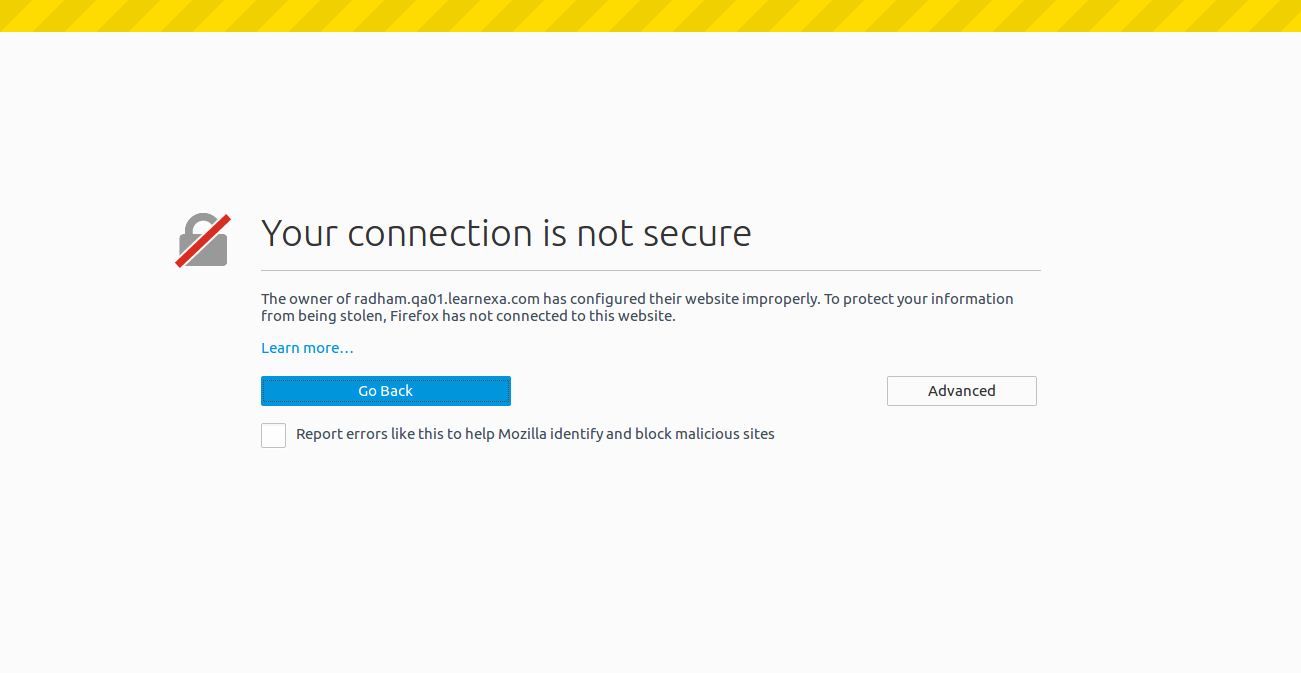 Your connection is not secure
The owner of radham.qa01.learnexa.com has configured their website improperly. To protect your information
from being stolen, Firefox has not connected to this website.
Learn more…
Go Back
Advanced
Report errors like this to help Mozilla identify and block malicious sites